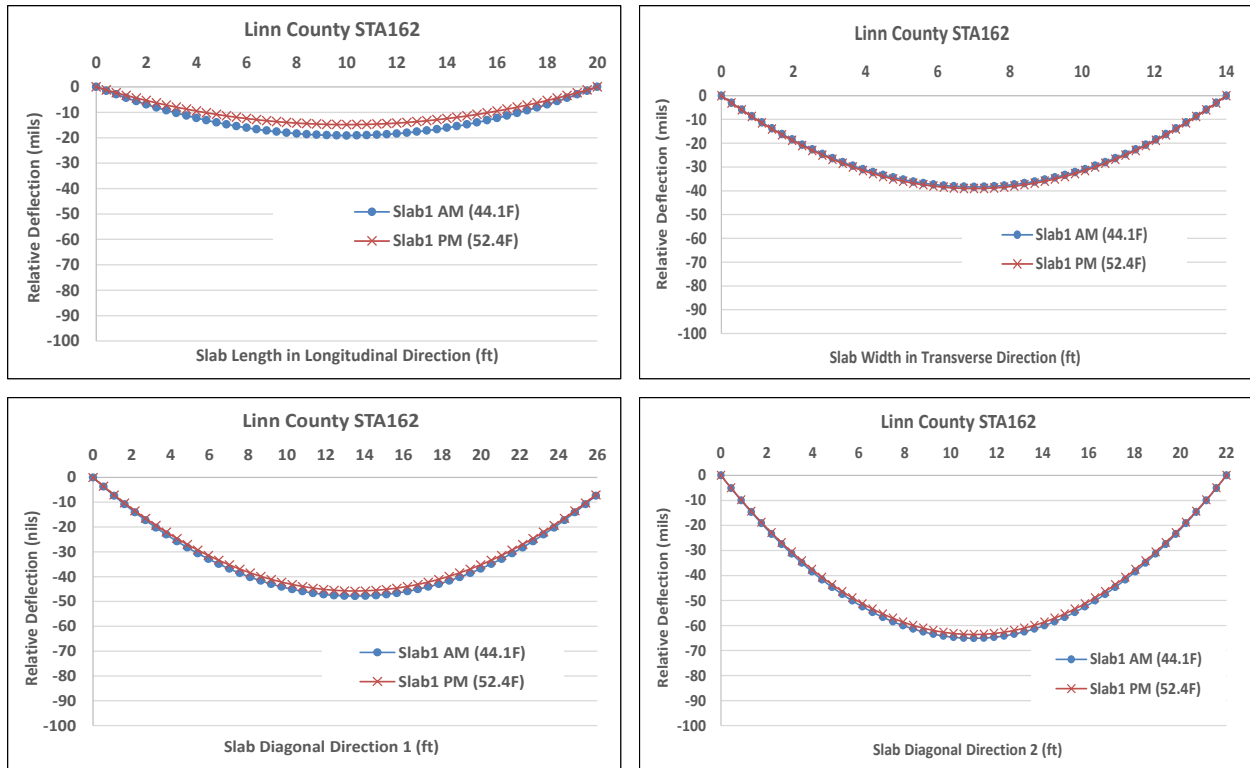 Linn County STA162
0 2 4 6 8 10 12 14 16 18 20
0
-10
-20
-30
-40
-50
-60
-70
-80
-90
-100
Relative Deflection (mils)
Slab1 AM (44.1F)
Slab1 PM (52.4F)
Slab Length in Longitudinal Direction (ft)
Linn County STA162
0 2 4 6 8 10 12 14
0
-10
-20
-30
-40
-50
-60
-70
-80
-90
-100
Relative Deflection (mils)
Slab1 AM (44.1F)
Slab1 PM (52.4F)
Slab Width in Transverse Direction (ft)
Linn County STA162
0 2 4 6 8 10 12 14 16 18 20 22 24 26
0
-10
-20
-30
-40
-50
-60
-70
-80
-90
-100
Relative Deflection (nils)
Slab1 AM (44.1F)
Slab1 PM (52.4F)
Slab Diagonal Direction 1 (ft)
Linn County STA162
0 2 4 6 8 10 12 14 16 18 20 22
0
-10
-20
-30
-40
-50
-60
-70
-80
-90
-100
Relative Deflection (mils)
Slab1 AM (44.1F)
Slab1 PM (52.4F)
Slab Diagonal Direction 2 (ft)